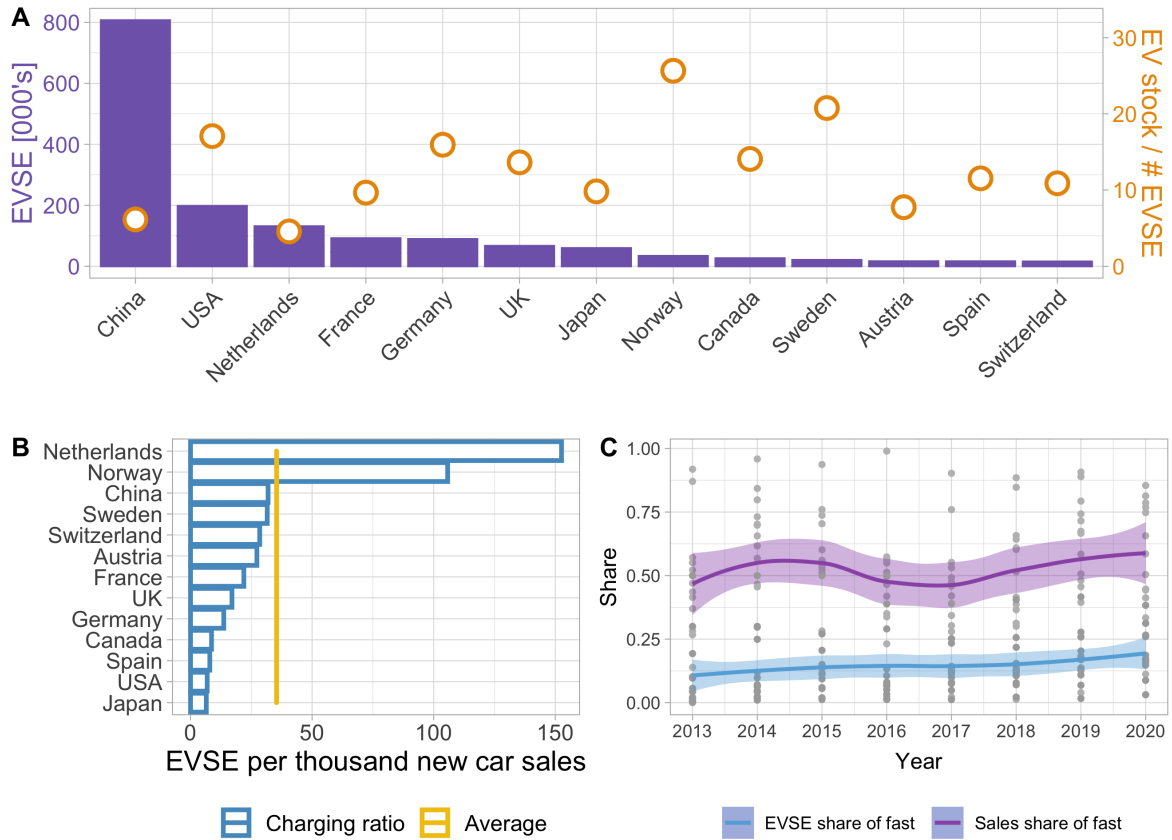 A
EVSE [000's]
800
600
400
200
0
EV stock / # EVSE
30
20
10
0
China
USA
Netherlands
France
Germany
UK
Japan
Norway
Canada
Sweden
Austria
Spain
Switzerland
B
Netherlands
Norway
China
Sweden
Switzerland
Austria
France
UK
Germany
Canada
Spain
USA
Japan
0 50 100 150
EVSE per thousand new car sales
Charging ratio Average
C
Share
1.00
0.75
0.50
0.25
0.00
2013 2014 2015 2016 2017 2018 2019 2020
Year
EVSE share of fast Sales share of fast